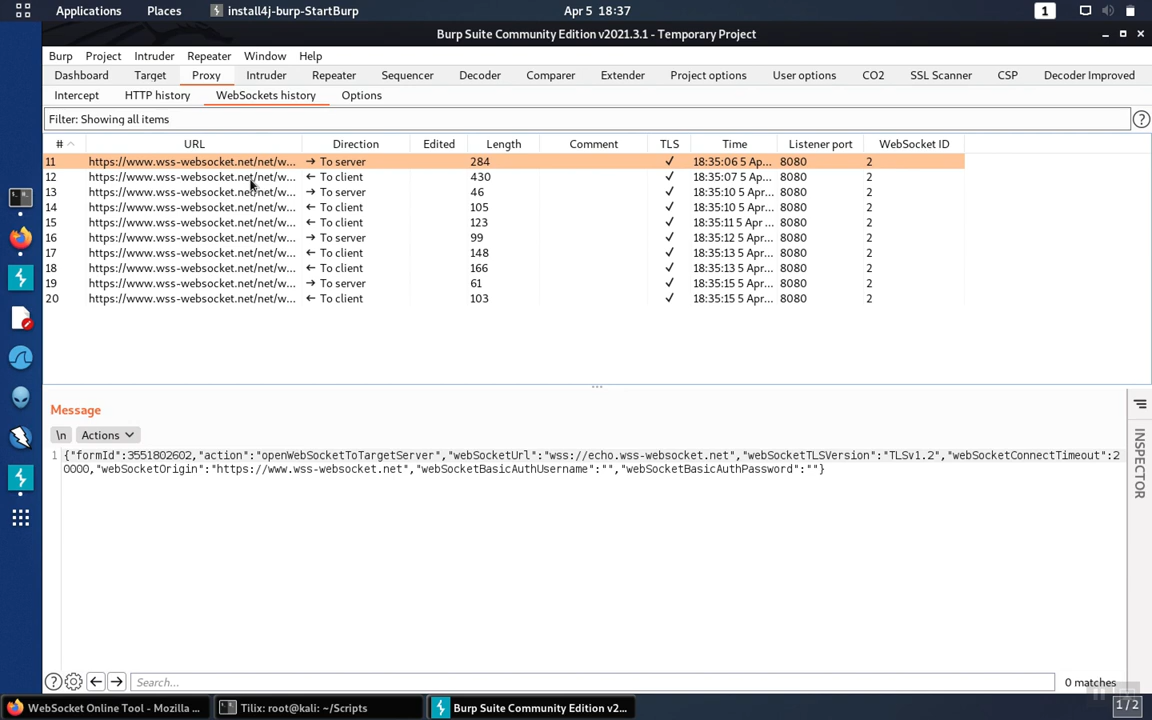 Applications Places install4j-burp-StartBurp Apr 5 18:37 1
Burp Suite Community Edition v2021.3.1 - Temporary Project
Burp Project Intruder Repeater Window Help
Dashboard Target Proxy Intruder Repeater Sequencer Decoder Comparer Extender Project options User options CO2 SSL Scanner CSP Decoder Improved
Intercept HTTP history WebSockets history Options
Filter: Showing all items ?
# URL Direction Edited Length Comment TLS Time Listener port WebSocket ID
11 https://www.wss-websocket.net/net/w... → To server 284 ✓ 18:35:06 5 Ap... 8080 2
12 https://www.wss-websocket.net/net/w... ← To client 430 ✓ 18:35:07 5 Ap... 8080 2
13 https://www.wss-websocket.net/net/w... → To server 46 ✓ 18:35:10 5 Ap... 8080 2
14 https://www.wss-websocket.net/net/w... ← To client 105 ✓ 18:35:10 5 Ap... 8080 2
15 https://www.wss-websocket.net/net/w... ← To client 123 ✓ 18:35:11 5 Apr ... 8080 2
16 https://www.wss-websocket.net/net/w... → To server 99 ✓ 18:35:12 5 Apr... 8080 2
17 https://www.wss-websocket.net/net/w... ← To client 148 ✓ 18:35:13 5 Apr... 8080 2
18 https://www.wss-websocket.net/net/w... ← To client 166 ✓ 18:35:13 5 Apr... 8080 2
19 https://www.wss-websocket.net/net/w... → To server 61 ✓ 18:35:15 5 Apr... 8080 2
20 https://www.wss-websocket.net/net/w... ← To client 103 ✓ 18:35:15 5 Apr... 8080 2
Message
\n Actions
1 {"formId":3551802602,"action":"openWebSocketToTargetServer","webSocketUrl":"wss://echo.wss-websocket.net","webSocketTLSVersion":"TLSv1.2","webSocketConnectTimeout":2
0000,"webSocketOrigin":"https://www.wss-websocket.net","webSocketBasicAuthUsername":"","webSocketBasicAuthPassword":""}
INSPECTOR
? Search... 0 matches
WebSocket Online Tool - Mozilla ... Tilix: root@kali: ~/Scripts Burp Suite Community Edition v2... 1/2